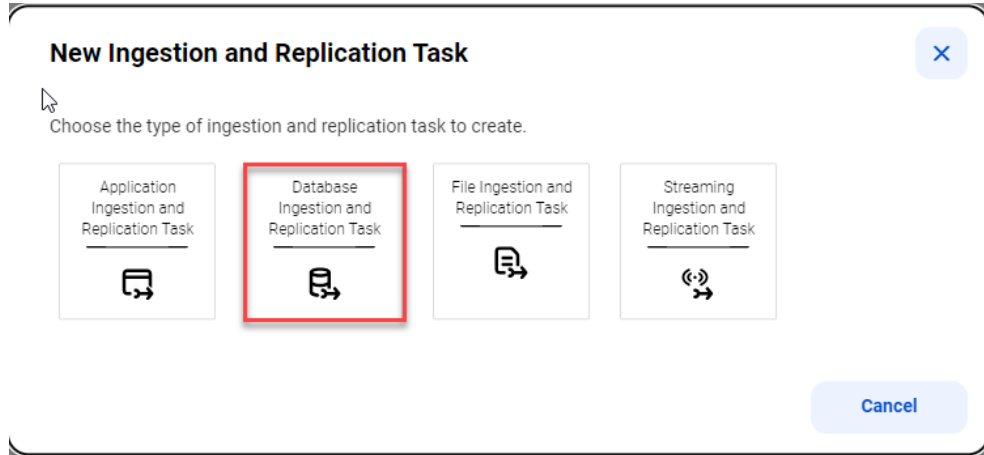 New Ingestion and Replication Task
Choose the type of ingestion and replication task to create.
Application
Ingestion and
Replication Task
Database
Ingestion and
Replication Task
File Ingestion and
Replication Task
Streaming
Ingestion and
Replication Task
Cancel